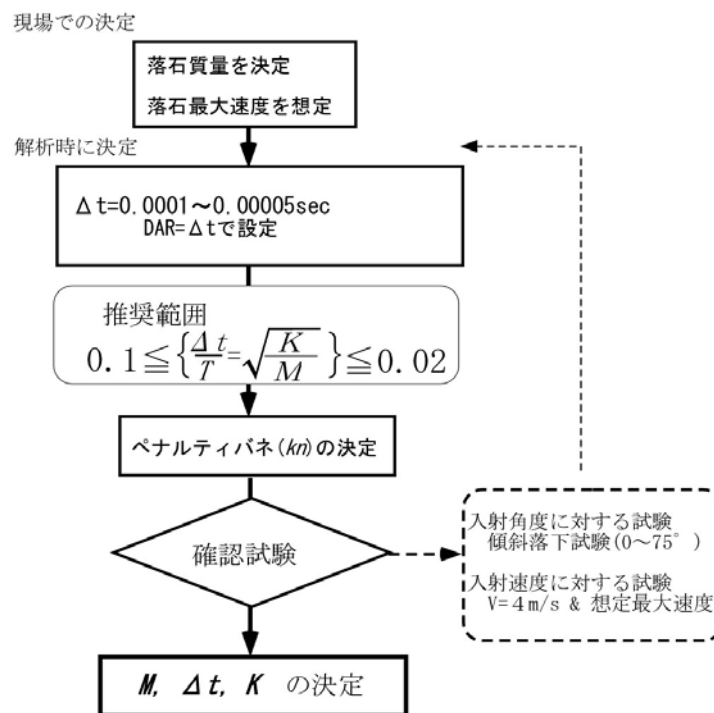 現場での決定
落石質量を決定
落石最大速度を想定
解析時に決定
Δt=0.0001～0.00005sec
DAR=Δtで設定
推奨範囲
0.1≦{Δt/T=√(K/M)}≦0.02
ペナルティバネ(kn)の決定
確認試験
入射角度に対する試験
傾斜落下試験(0～75°)
入射速度に対する試験
V=4m/s & 想定最大速度
M, Δt, K の決定